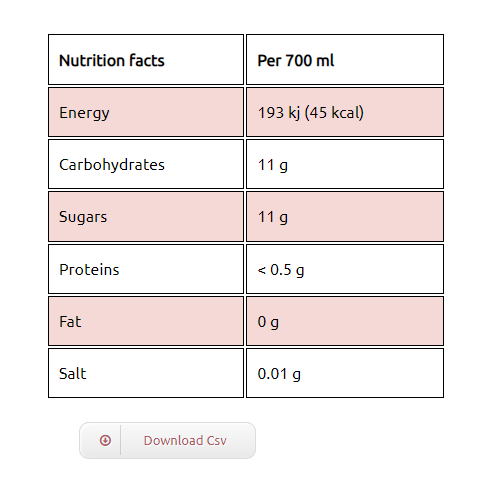 Nutrition facts Per 700 ml
Energy 193 kj (45 kcal)
Carbohydrates 11 g
Sugars 11 g
Proteins < 0.5 g
Fat 0 g
Salt 0.01 g
Download Csv